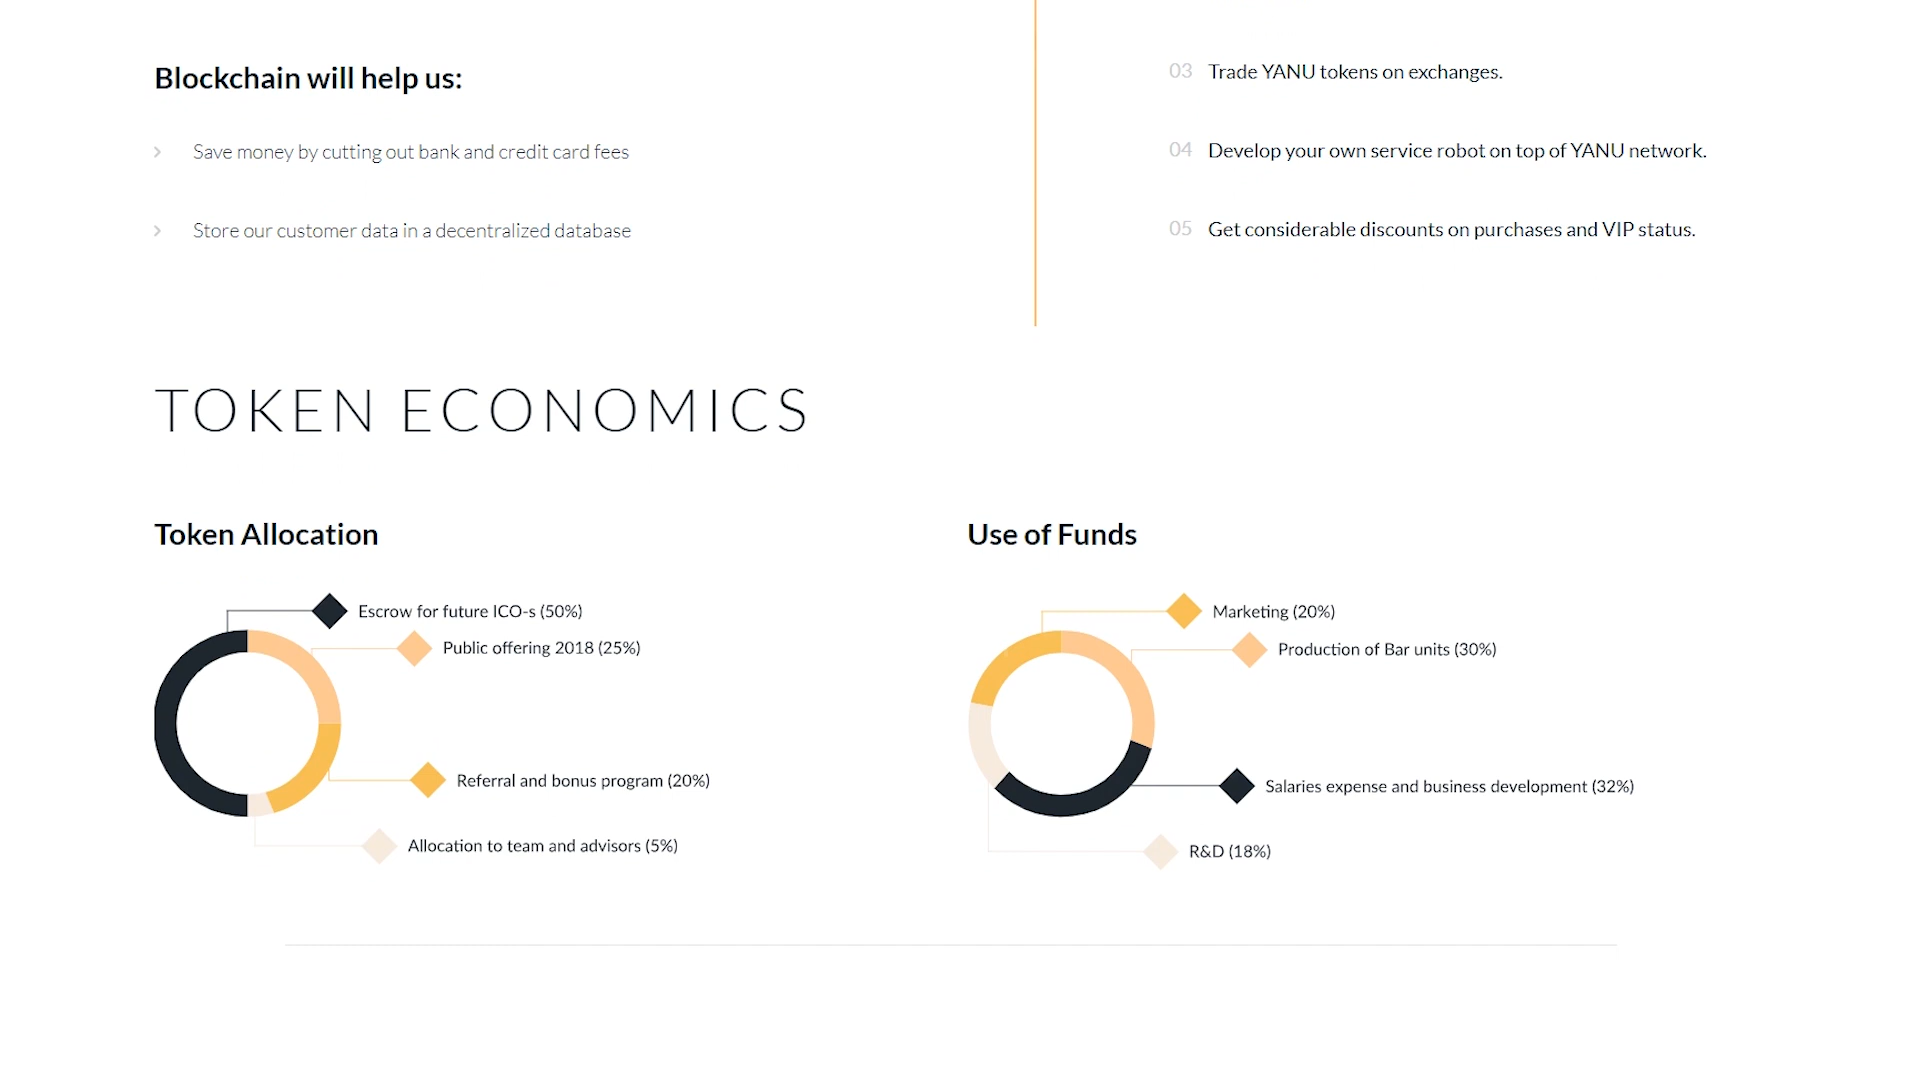 Blockchain will help us:
Save money by cutting out bank and credit card fees
Store our customer data in a decentralized database
03 Trade YANU tokens on exchanges.
04 Develop your own service robot on top of YANU network.
05 Get considerable discounts on purchases and VIP status.
TOKEN ECONOMICS
Token Allocation
Escrow for future ICO-s (50%)
Public offering 2018 (25%)
Referral and bonus program (20%)
Allocation to team and advisors (5%)
Use of Funds
Marketing (20%)
Production of Bar units (30%)
Salaries expense and business development (32%)
R&D (18%)